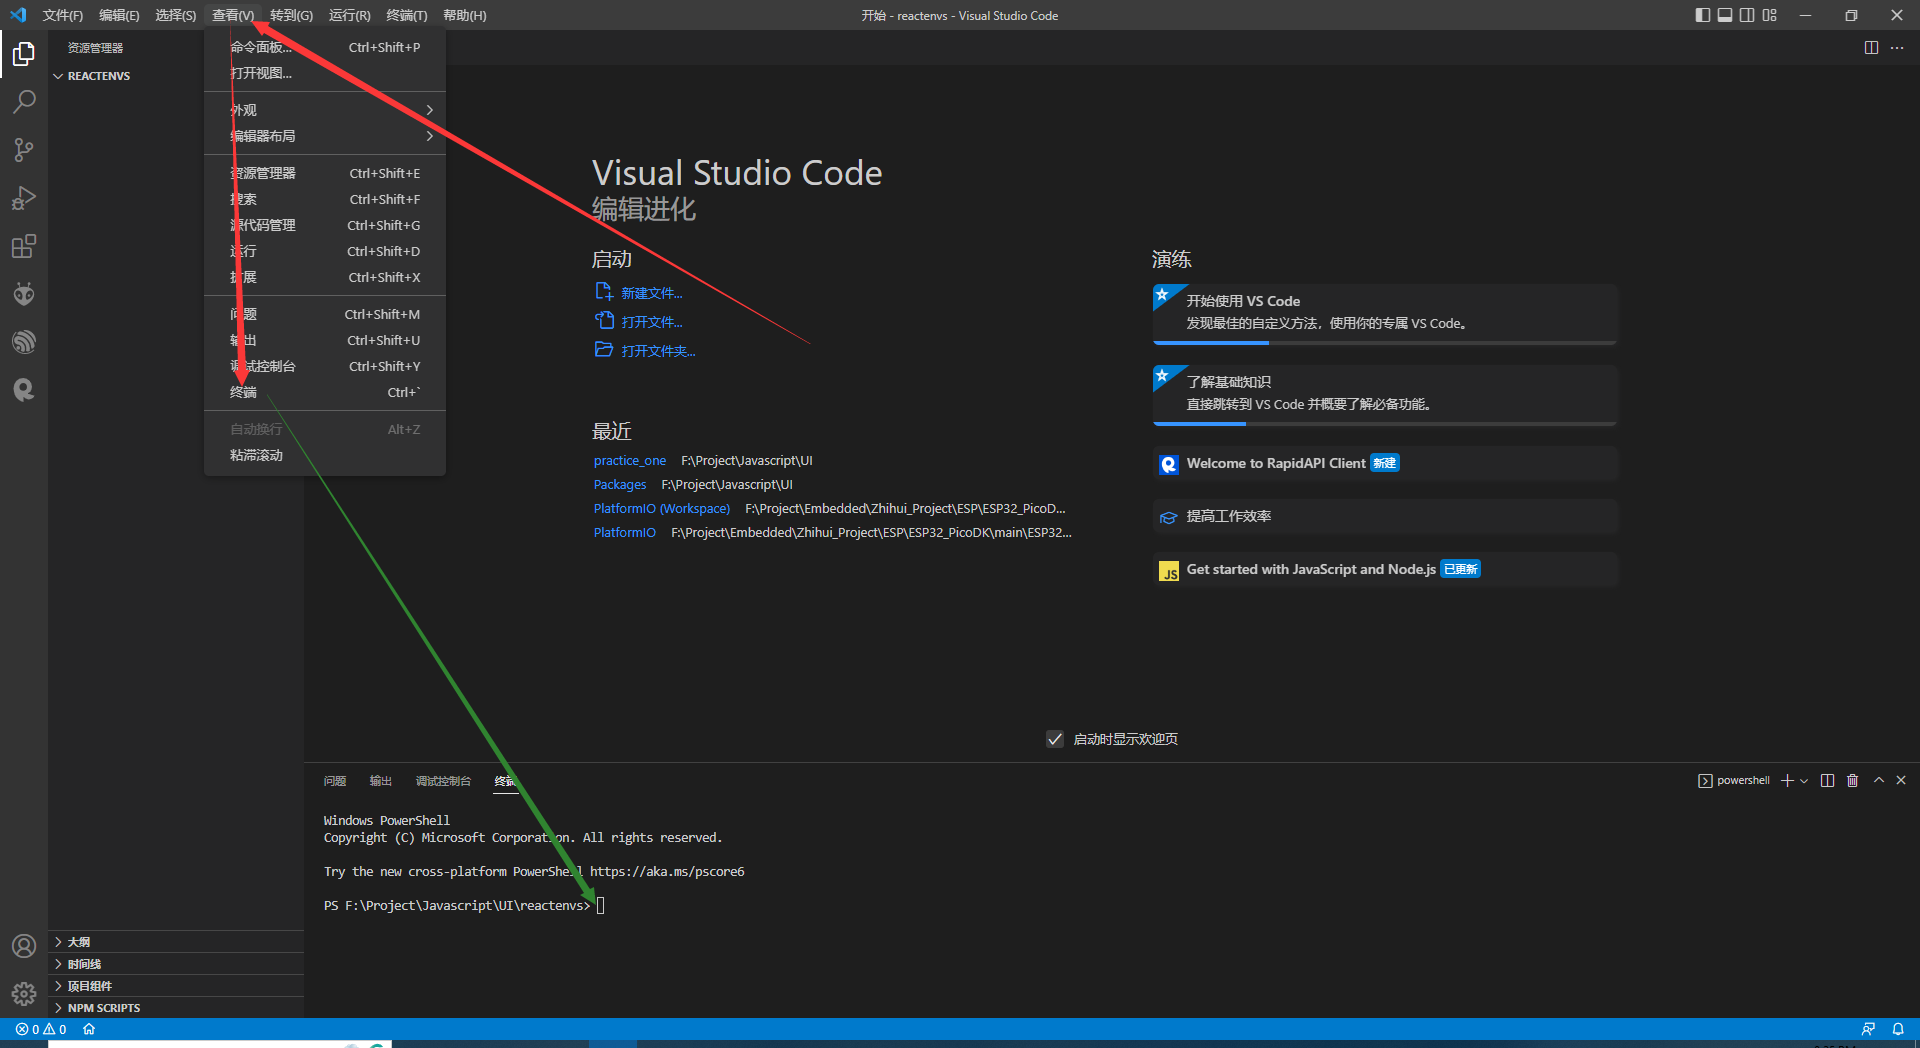 文件(F) 编辑(E) 选择(S) 查看(V) 转到(G) 运行(R) 终端(T) 帮助(H) 开始 - reactenvs - Visual Studio Code
资源管理器
REACTENVS
命令面板... Ctrl+Shift+P
打开视图...
外观
编辑器布局
资源管理器 Ctrl+Shift+E
搜索 Ctrl+Shift+F
源代码管理 Ctrl+Shift+G
运行 Ctrl+Shift+D
扩展 Ctrl+Shift+X
问题 Ctrl+Shift+M
输出 Ctrl+Shift+U
调试控制台 Ctrl+Shift+Y
终端 Ctrl+`
自动换行 Alt+Z
粘滞滚动
Visual Studio Code
编辑进化
启动
新建文件...
打开文件...
打开文件夹...
最近
practice_one F:\Project\Javascript\UI
Packages F:\Project\Javascript\UI
PlatformIO (Workspace) F:\Project\Embedded\Zhihui_Project\ESP\ESP32_PicoD...
PlatformIO F:\Project\Embedded\Zhihui_Project\ESP\ESP32_PicoDK\main\ESP32...
演练
开始使用 VS Code
发现最佳的自定义方法，使用你的专属 VS Code。
了解基础知识
直接跳转到 VS Code 并概要了解必备功能。
Welcome to RapidAPI Client 新建
提高工作效率
JS Get started with JavaScript and Node.js 已更新
启动时显示欢迎页
问题 输出 调试控制台 终端 powershell
Windows PowerShell
Copyright (C) Microsoft Corporation. All rights reserved.
Try the new cross-platform PowerShell https://aka.ms/pscore6
PS F:\Project\Javascript\UI\reactenvs>
大纲
时间线
项目组件
NPM SCRIPTS
0 0